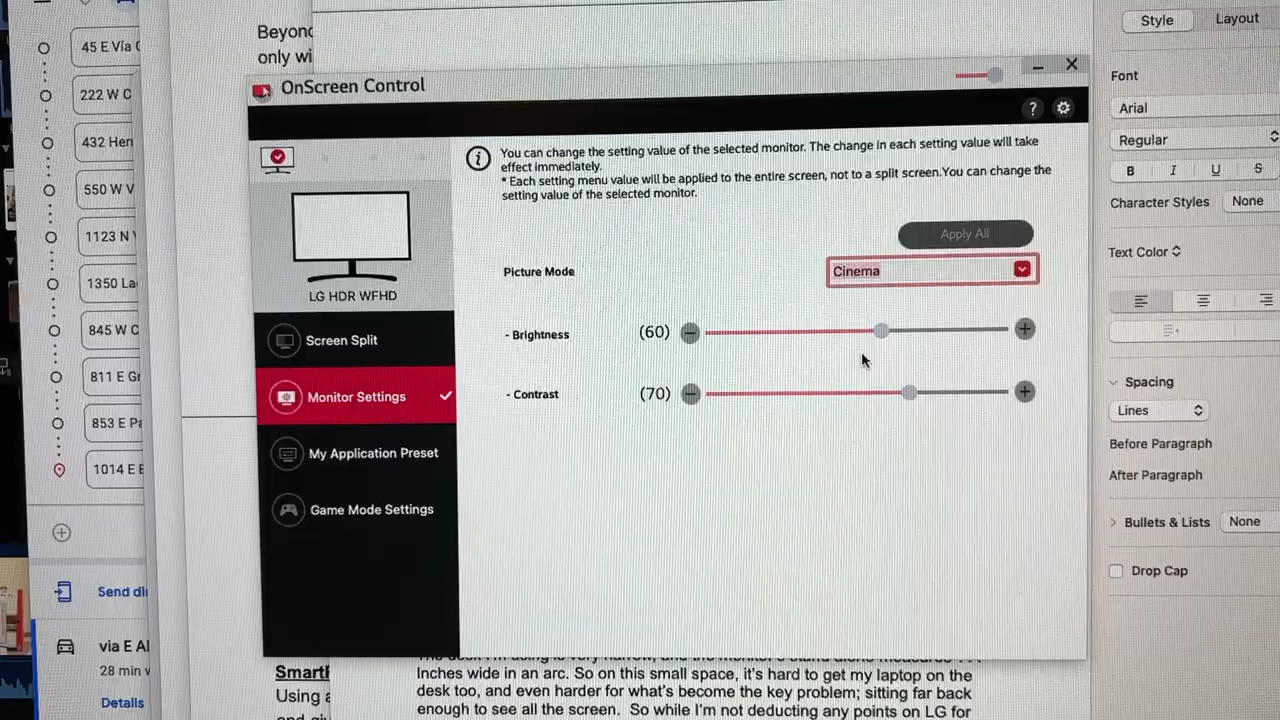 45 E Vía
222 W C
432 Hen
550 W V
1123 N
1350 La
845 W C
811 E Gr
853 E Pa
1014 E E
Send di
via E Al
28 min
Details
Beyond
only wi
OnScreen Control
?
LG HDR WFHD
Screen Split
Monitor Settings
My Application Preset
Game Mode Settings
You can change the setting value of the selected monitor. The change in each setting value will take
effect immediately.
* Each setting menu value will be applied to the entire screen, not to a split screen.You can change the
setting value of the selected monitor.
Apply All
Picture Mode
Cinema
- Brightness
(60)
- Contrast
(70)
Smart
Using a
inches wide in an arc. So on this small space, it's hard to get my laptop on the
desk too, and even harder for what's become the key problem; sitting far back
enough to see all the screen. So while I'm not deducting any points on LG for
Style
Layout
Font
Arial
Regular
B I U S
Character Styles
None
Text Color
Spacing
Lines
Before Paragraph
After Paragraph
Bullets & Lists
None
Drop Cap